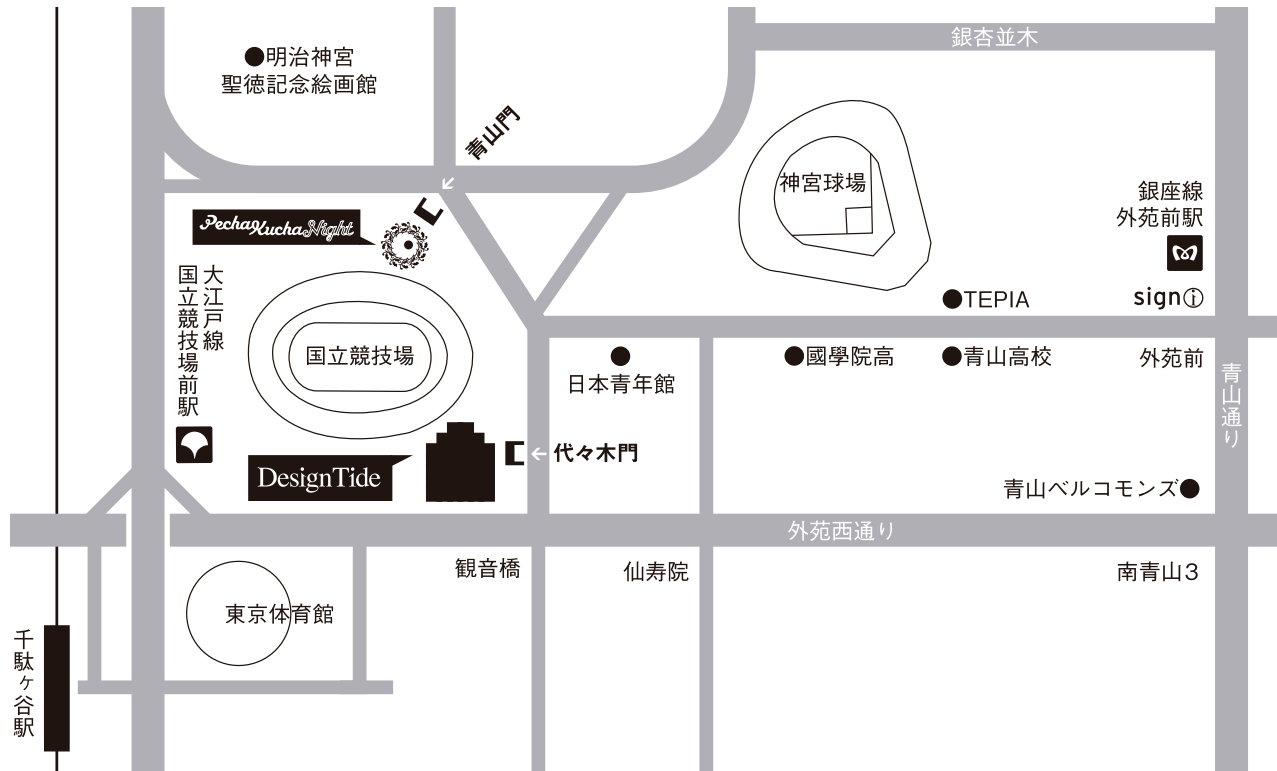 銀杏並木
明治神宮
聖徳記念絵画館
青山門
神宮球場
銀座線
外苑前駅
PechaKuchaNight
大江戸線
国立競技場前駅
sign
TEPIA
国立競技場
日本青年館
國學院高
青山高校
外苑前
青山通り
代々木門
DesignTide
青山ベルコモンズ
外苑西通り
観音橋
仙寿院
南青山3
東京体育館
千駄ヶ谷駅